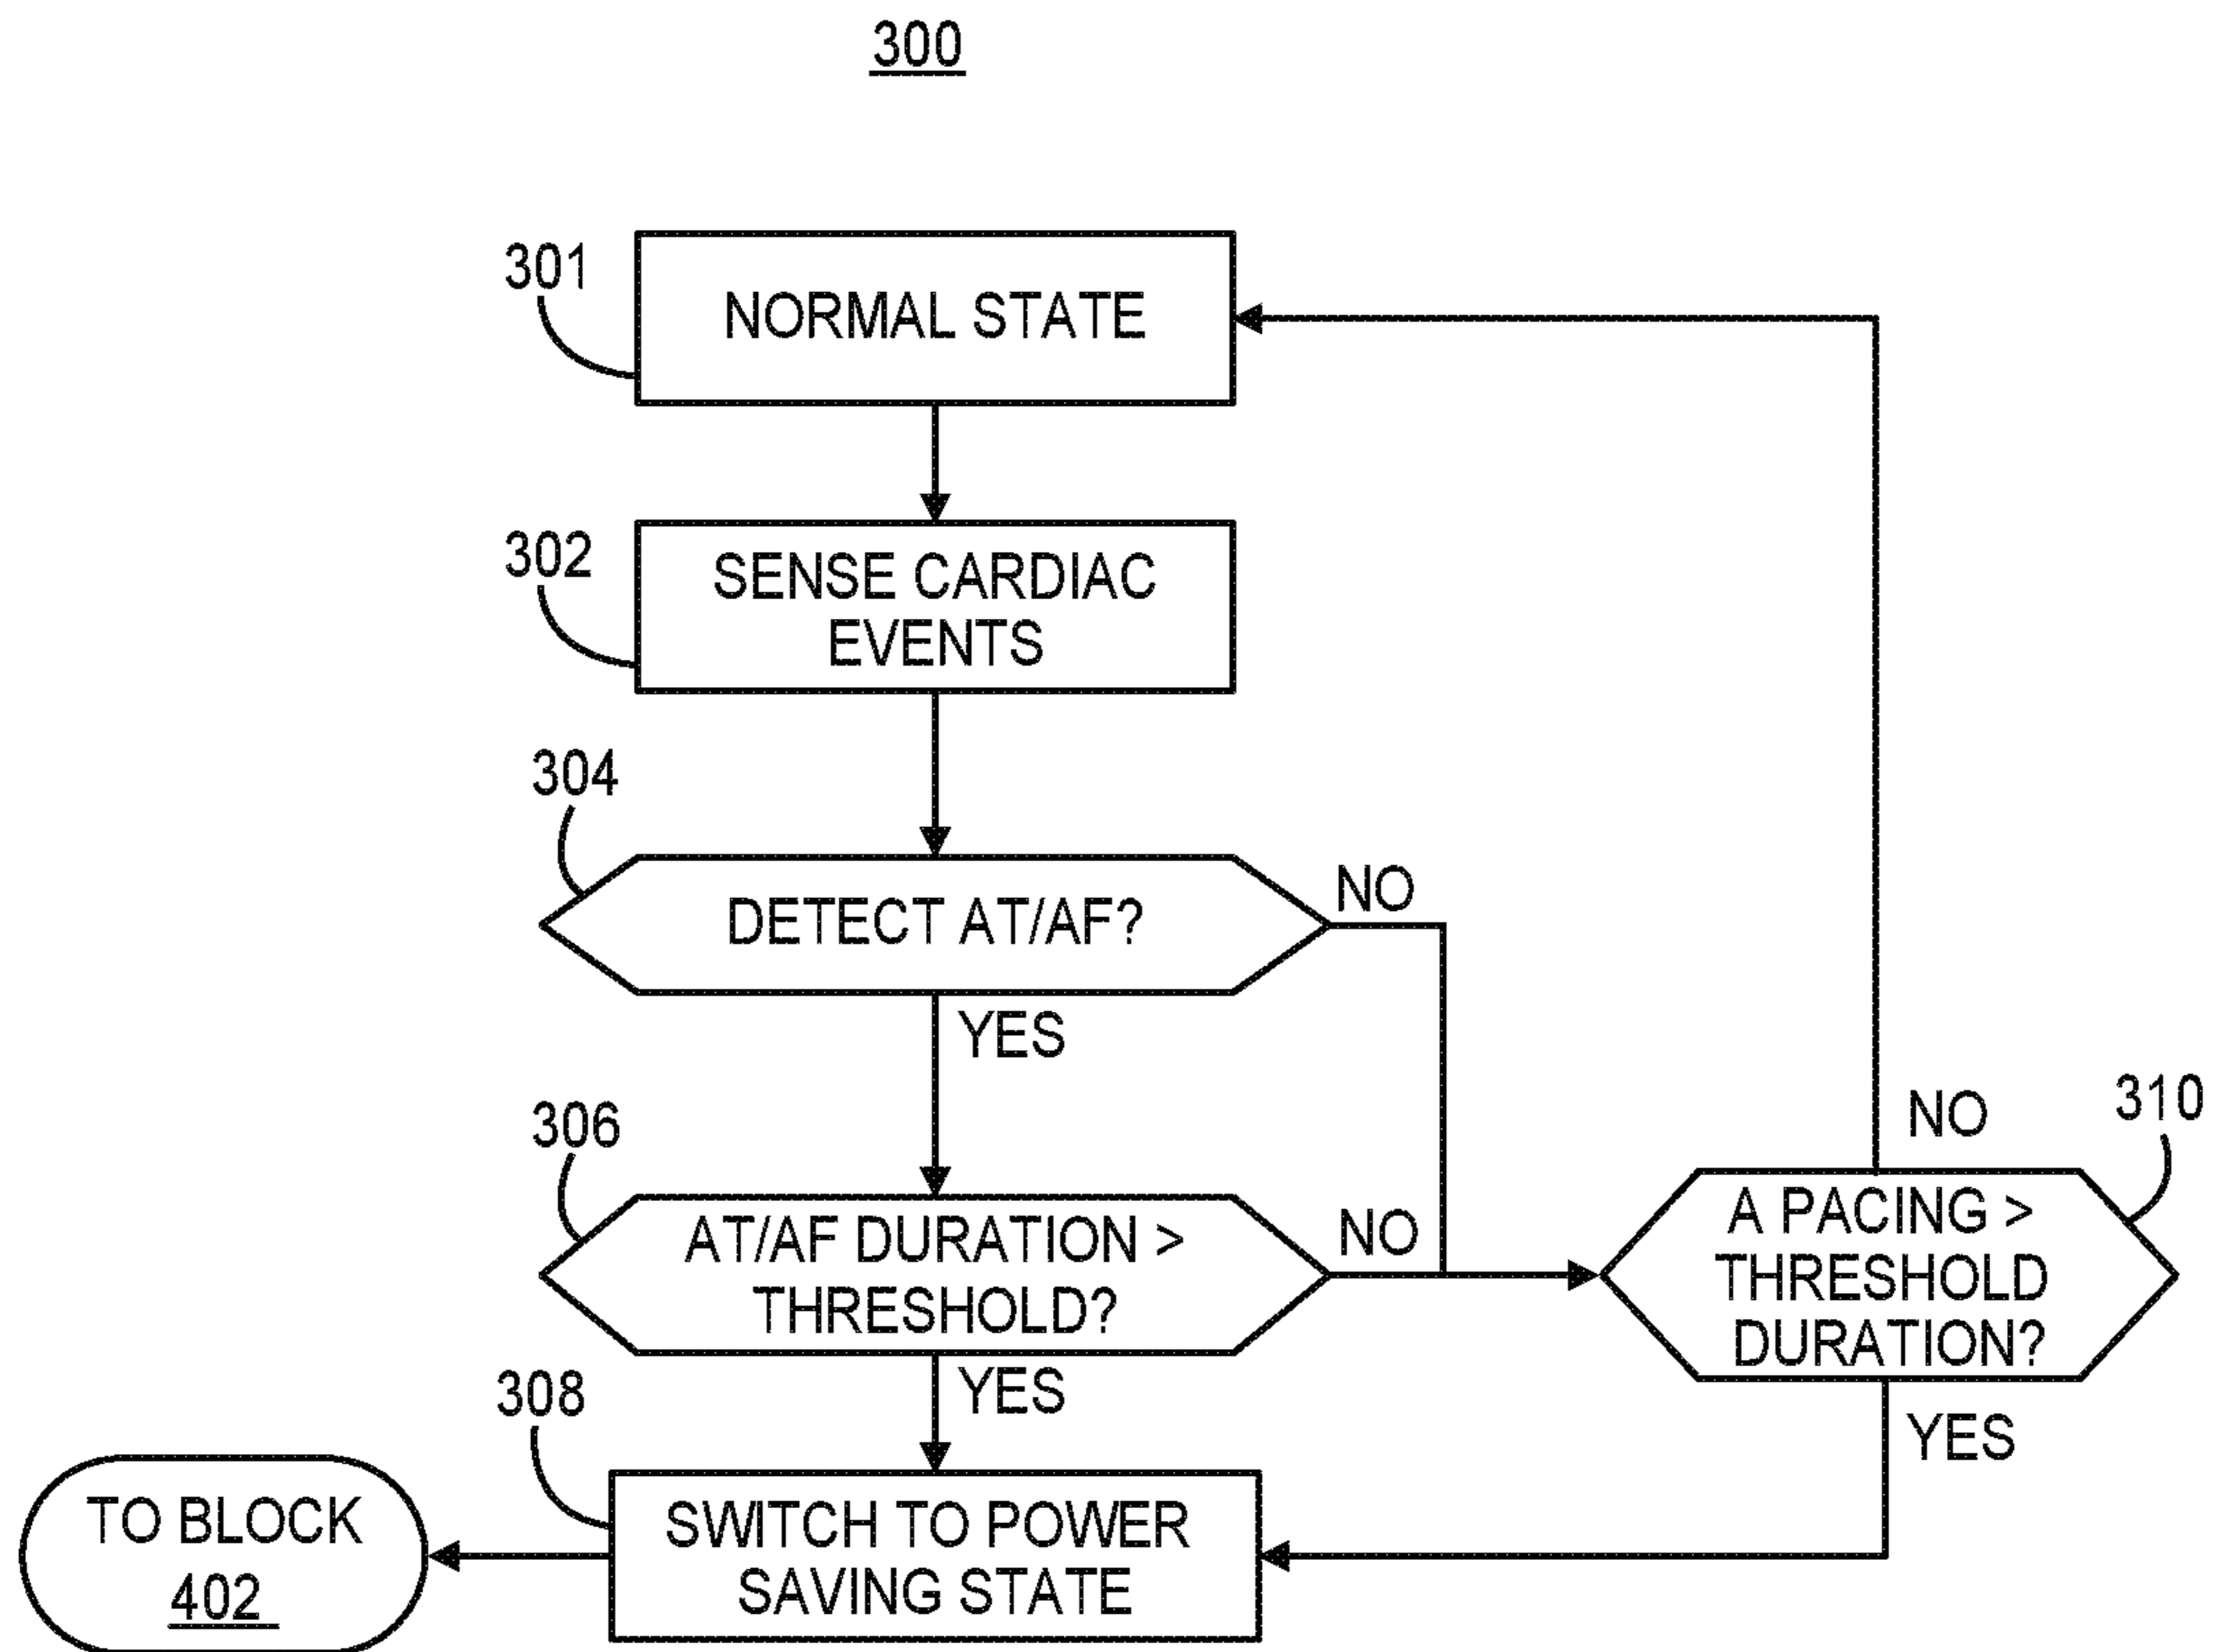 300
301
NORMAL STATE
302
SENSE CARDIAC
EVENTS
304
DETECT AT/AF?
NO
YES
306
AT/AF DURATION >
THRESHOLD?
NO
YES
310
NO
A PACING >
THRESHOLD
DURATION?
YES
308
SWITCH TO POWER
SAVING STATE
TO BLOCK
402